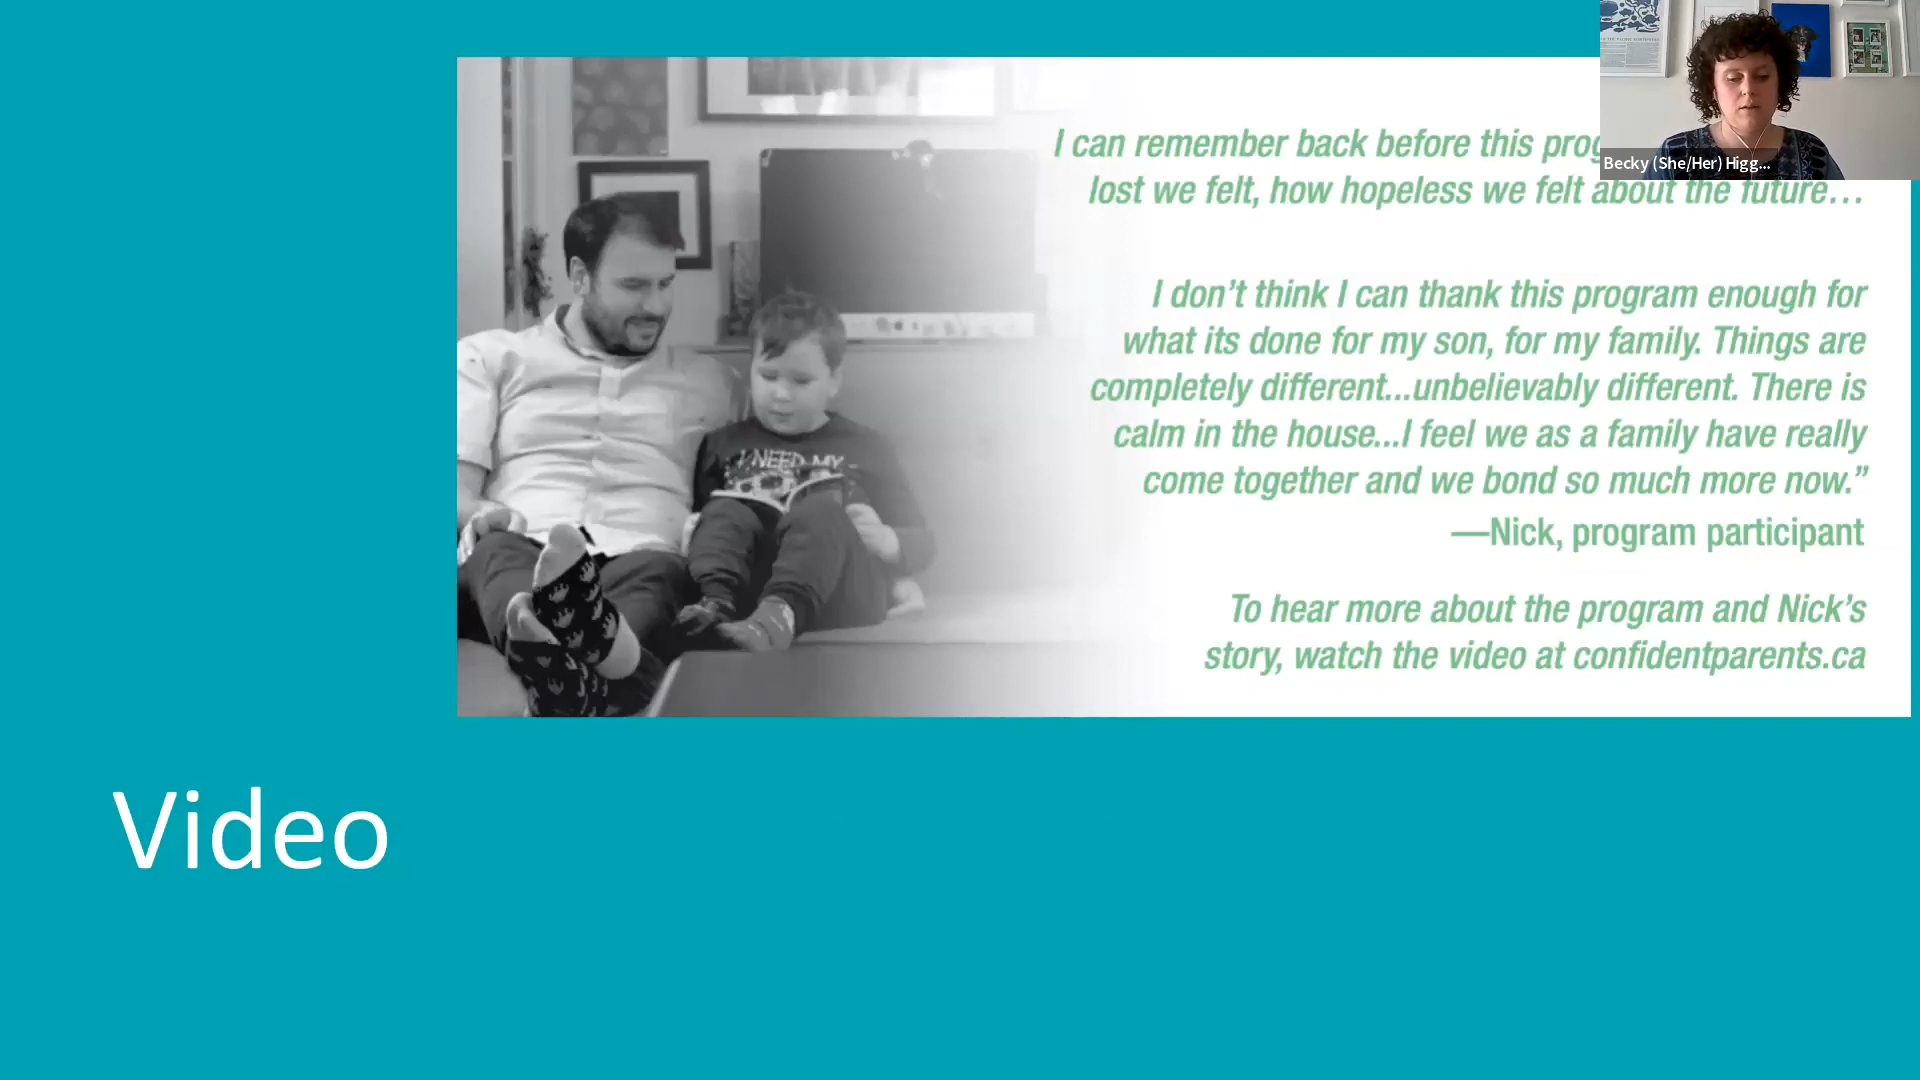 Becky (She/Her) Higg...
I can remember back before this
lost we felt, how hopeless we felt about the future…
I don't think I can thank this program enough for
what its done for my son, for my family. Things are
completely different...unbelievably different. There is
calm in the house...I feel we as a family have really
come together and we bond so much more now.”
—Nick, program participant
To hear more about the program and Nick’s
story, watch the video at confidentparents.ca
I NEED MY
Video